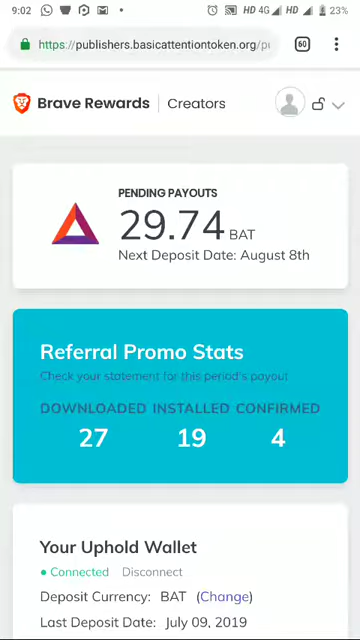 9:02 HD 4G HD 23%
https://publishers.basicattentiontoken.org/pu 60
Brave Rewards Creators
PENDING PAYOUTS
29.74 BAT
Next Deposit Date: August 8th
Referral Promo Stats
Check your statement for this period's payout
DOWNLOADED INSTALLED CONFIRMED
27 19 4
Your Uphold Wallet
Connected Disconnect
Deposit Currency: BAT (Change)
Last Deposit Date: July 09, 2019